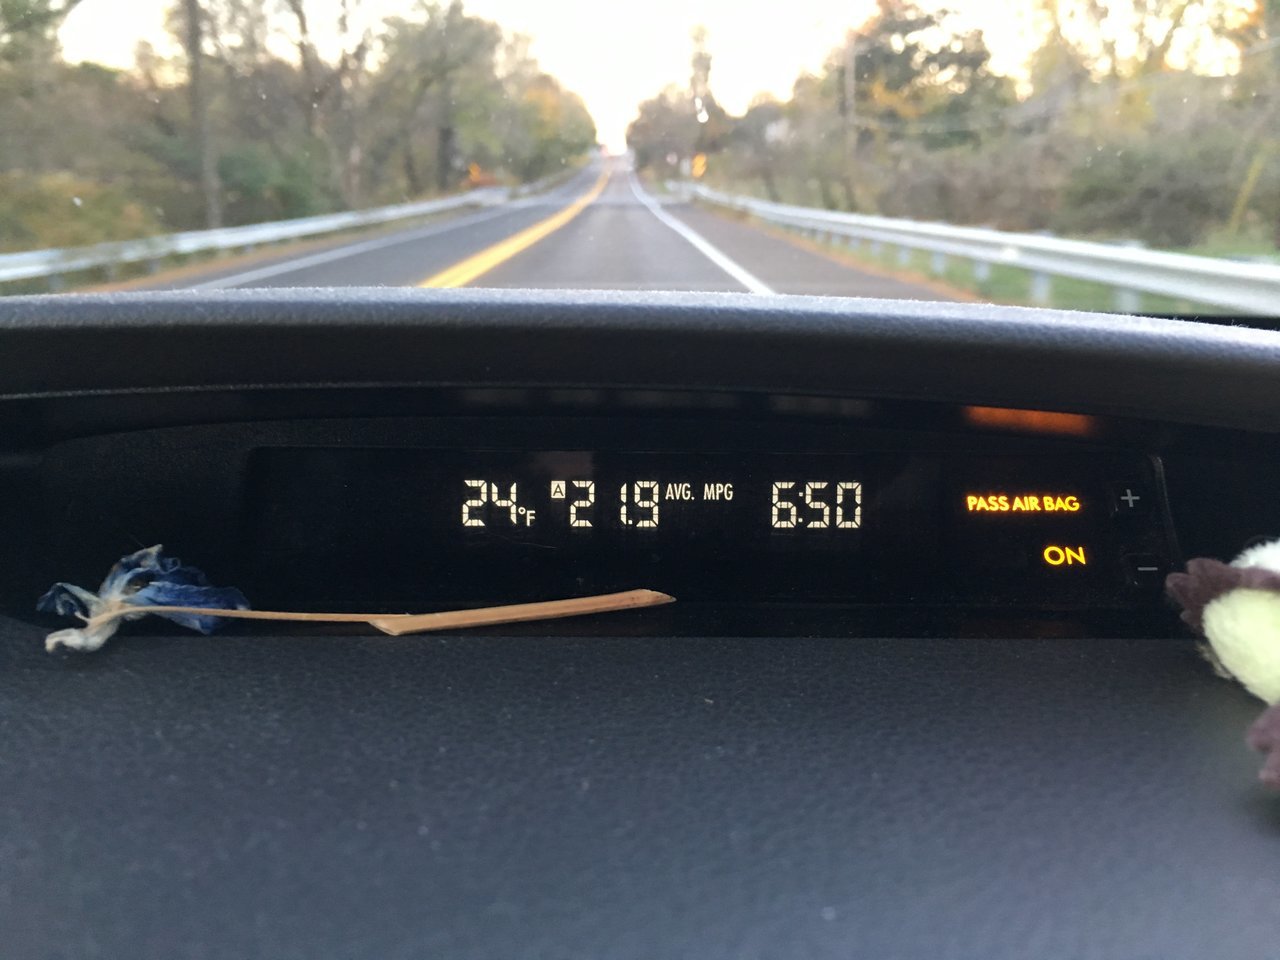 24°F A 21.9 AVG. MPG 6:50 PASS AIR BAG +
ON −